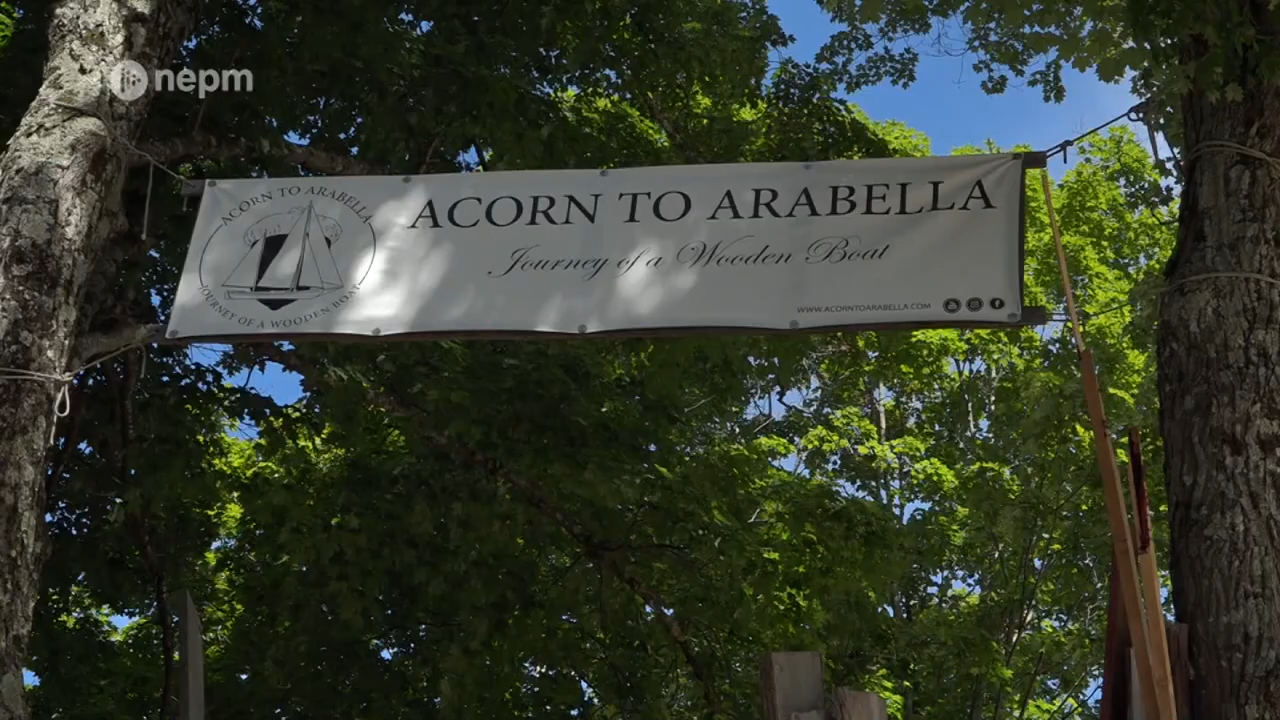 nepm
ACORN TO ARABELLA
JOURNEY OF A WOODEN BOAT
ACORN TO ARABELLA
Journey of a Wooden Boat
WWW.ACORNTOARABELLA.COM